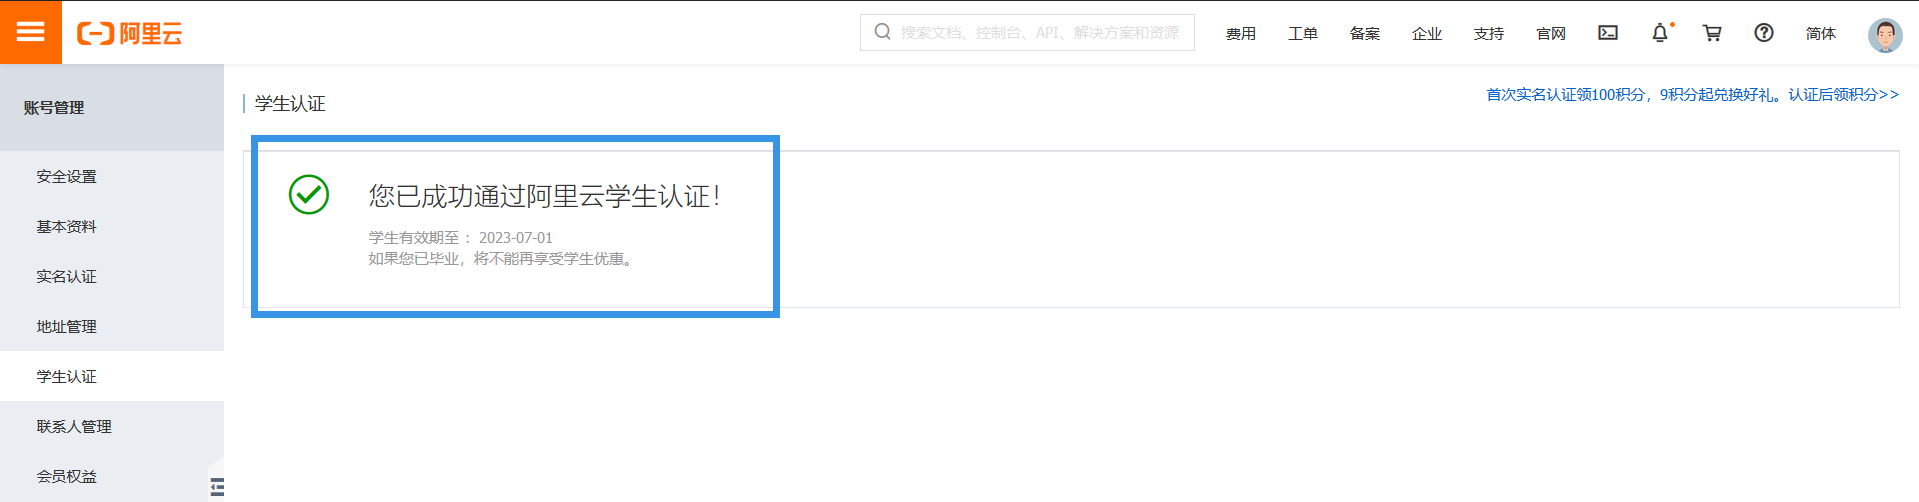 阿里云
搜索文档、控制台、API、解决方案和资源
费用
工单
备案
企业
支持
官网
简体
账号管理
安全设置
基本资料
实名认证
地址管理
学生认证
联系人管理
会员权益
学生认证
首次实名认证领100积分，9积分起兑换好礼。认证后领积分>>
您已成功通过阿里云学生认证！
学生有效期至： 2023-07-01
如果您已毕业，将不能再享受学生优惠。